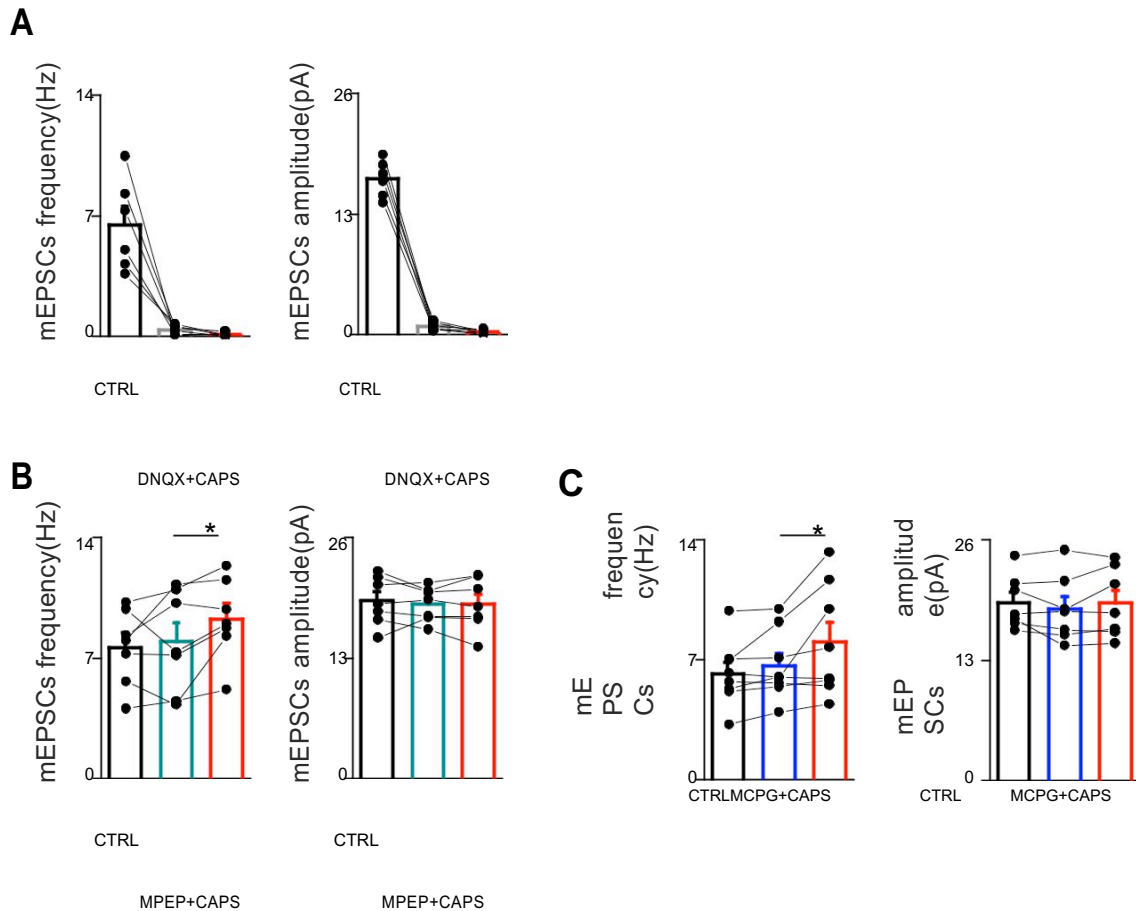 A
mEPSCs frequency(Hz)
14
7
0
CTRL
DNQX+CAPS
mEPSCs amplitude(pA)
26
13
0
CTRL
DNQX+CAPS
B
mEPSCs frequency(Hz)
14
7
0
*
CTRL
MPEP+CAPS
mEPSCs amplitude(pA)
26
13
0
CTRL
MPEP+CAPS
C
mE
PS
Cs
frequen
cy(Hz)
14
7
0
*
CTRLMCPG+CAPS
mEP
SCs
amplitud
e(pA)
26
13
0
CTRL
MCPG+CAPS